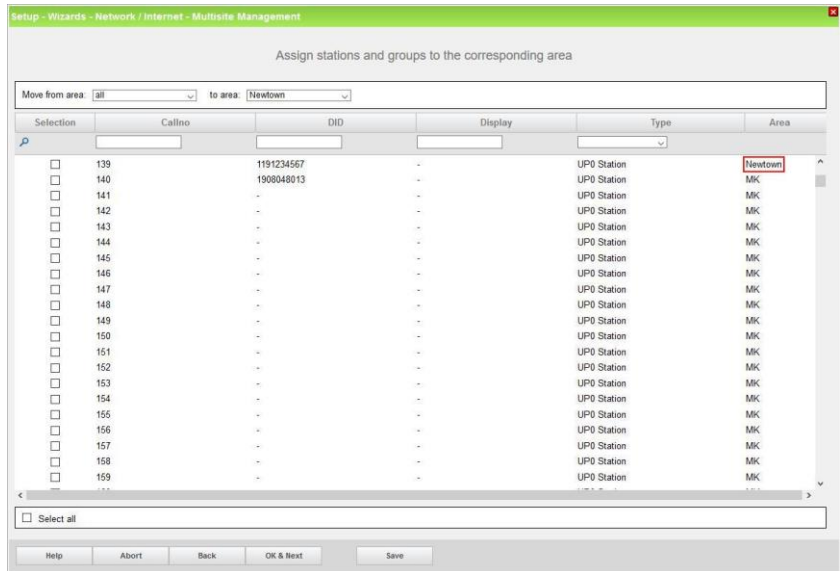 Setup - Wizards - Network / Internet - Multisite Management
Assign stations and groups to the corresponding area
Move from area: all to area: Newtown
Selection Callno DID Display Type Area
139 1191234567 - UP0 Station Newtown
140 1908048013 - UP0 Station MK
141 - - UP0 Station MK
142 - - UP0 Station MK
143 - - UP0 Station MK
144 - - UP0 Station MK
145 - - UP0 Station MK
146 - - UP0 Station MK
147 - - UP0 Station MK
148 - - UP0 Station MK
149 - - UP0 Station MK
150 - - UP0 Station MK
151 - - UP0 Station MK
152 - - UP0 Station MK
153 - - UP0 Station MK
154 - - UP0 Station MK
155 - - UP0 Station MK
156 - - UP0 Station MK
157 - - UP0 Station MK
158 - - UP0 Station MK
159 - - UP0 Station MK
Select all
Help Abort Back OK & Next Save